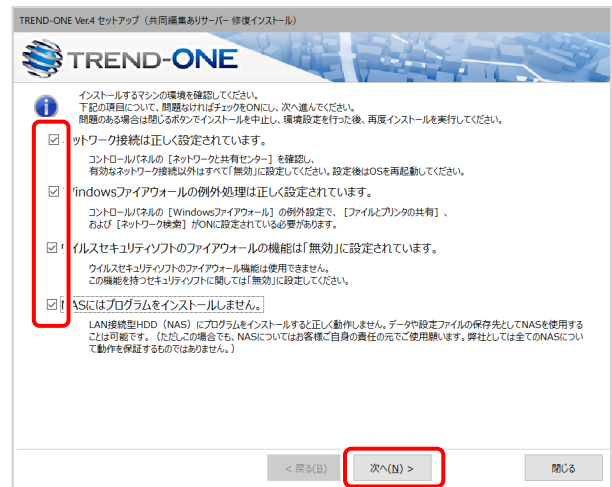 TREND-ONE Ver.4 セットアップ（共同編集ありサーバー 修復インストール）
TREND-ONE
インストールするマシンの環境を確認してください。
下記の項目について、問題なければチェックをONにし、次へ進んでください。
問題のある場合は閉じるボタンでインストールを中止し、環境設定を行った後、再度インストールを実行してください。
ットワーク接続は正しく設定されています。
コントロールパネルの［ネットワークと共有センター］を確認し、
有効なネットワーク接続以外はすべて「無効」に設定してください。設定後はOSを再起動してください。
Windowsファイアウォールの例外処理は正しく設定されています。
コントロールパネルの［Windowsファイアウォール］の例外設定で、［ファイルとプリンタの共有］、
および［ネットワーク検索］がONに設定されている必要があります。
ウイルスセキュリティソフトのファイアウォールの機能は「無効」に設定されています。
ウイルスセキュリティソフトのファイアウォール機能は使用できません。
この機能を持つセキュリティソフトに関しては「無効」に設定してください。
NASにはプログラムをインストールしません。
LAN接続型HDD（NAS）にプログラムをインストールすると正しく動作しません。データや設定ファイルの保存先としてNASを使用する
ことは可能です。（ただしこの場合でも、NASについてはお客様ご自身の責任の元でご使用願います。弊社としては全てのNASについ
て動作を保証するものではありません。）
< 戻る(B) 次へ(N) > 閉じる